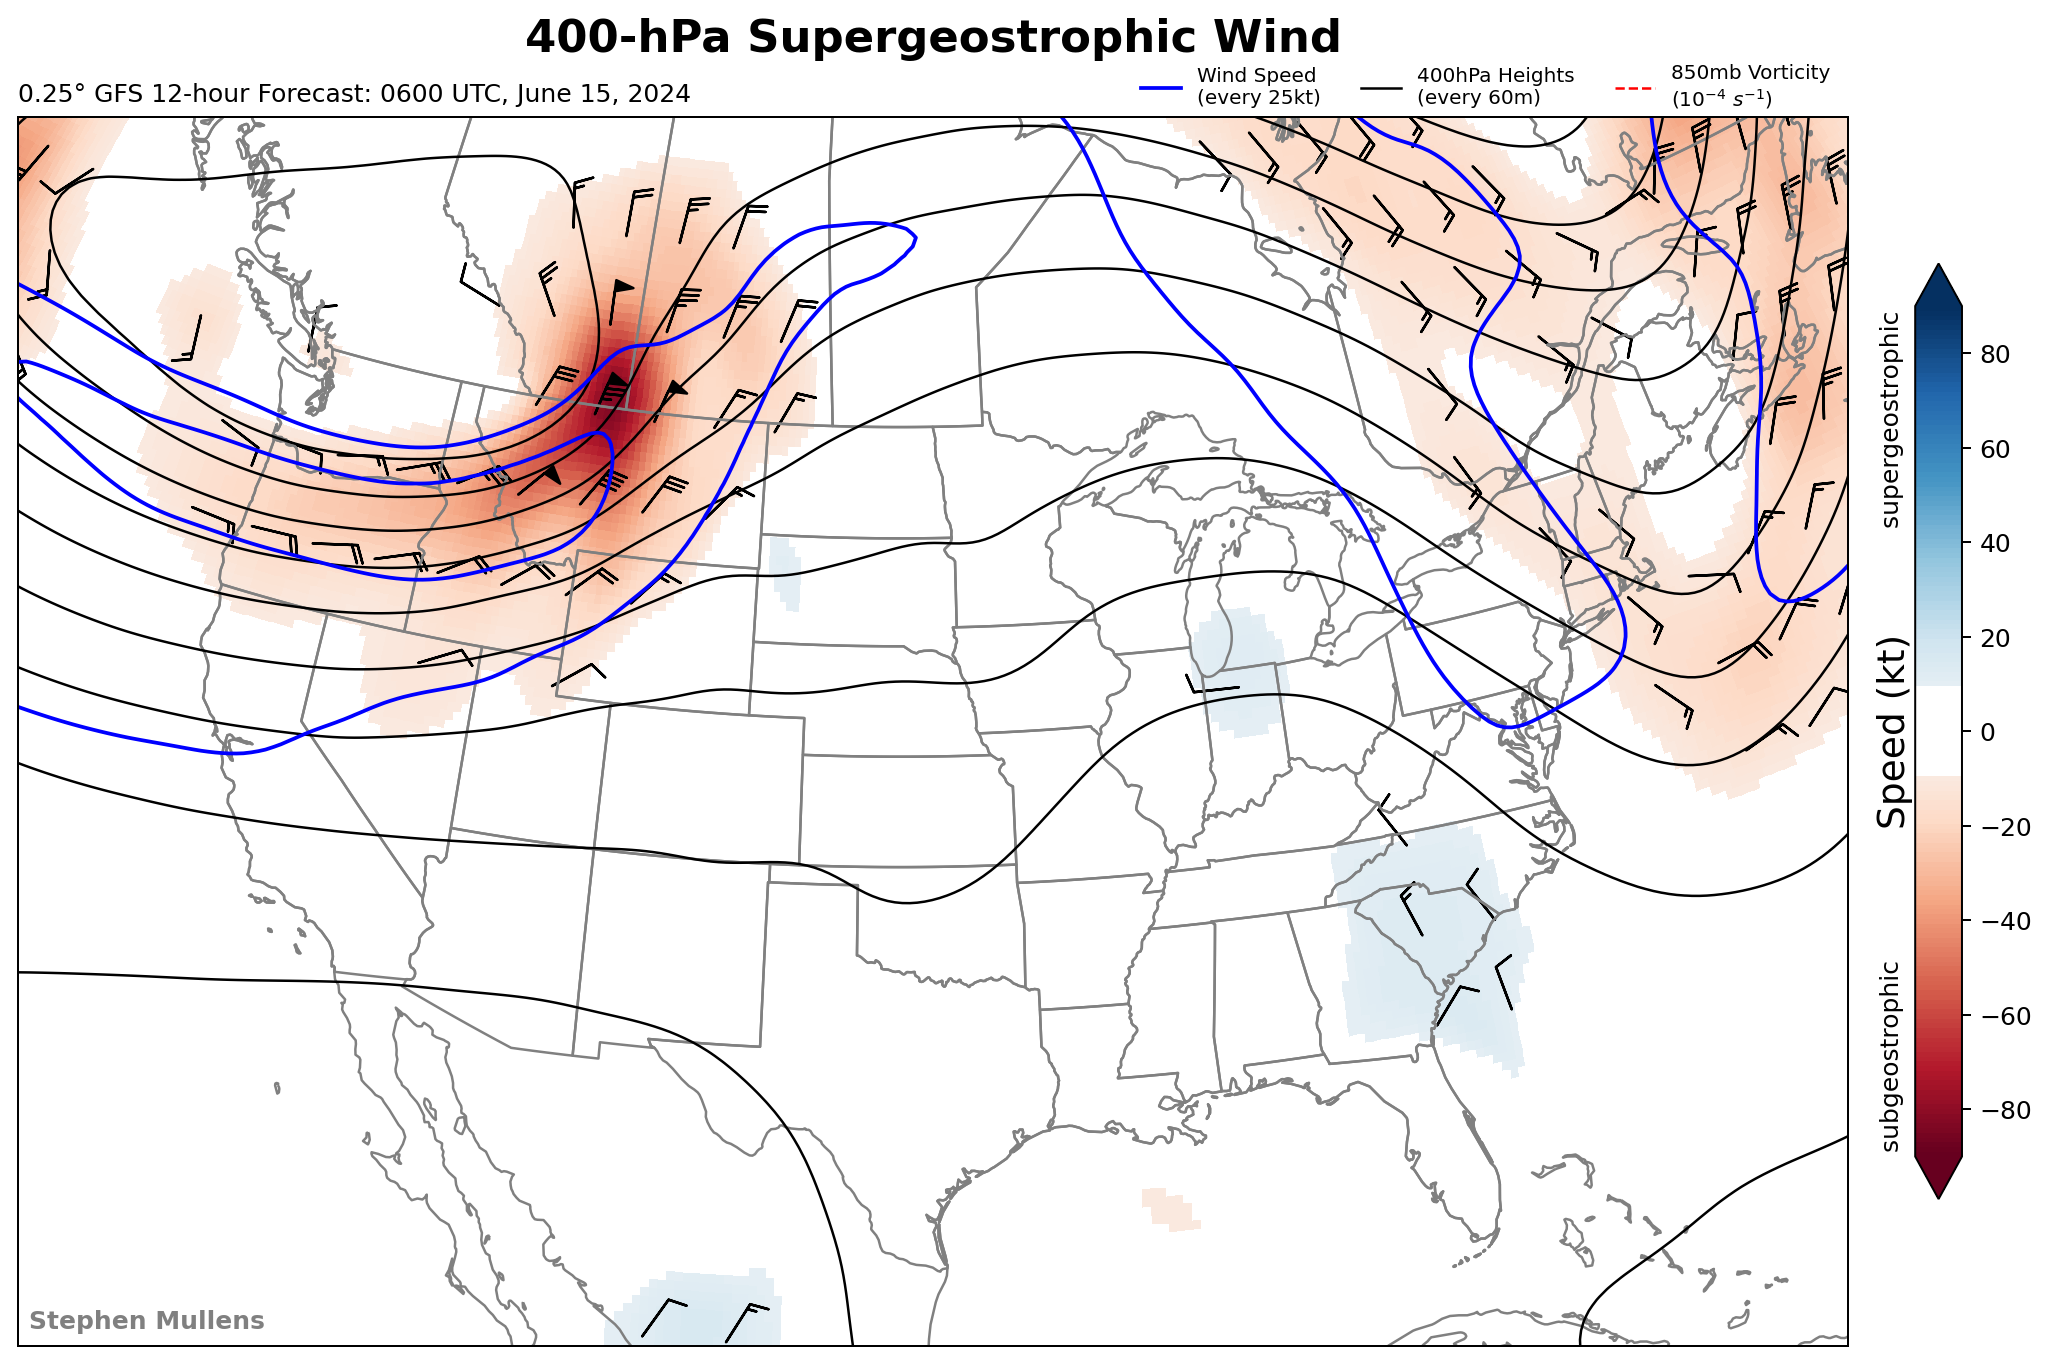 400-hPa Supergeostrophic Wind
0.25° GFS 12-hour Forecast: 0600 UTC, June 15, 2024
Wind Speed
(every 25kt)
400hPa Heights
(every 60m)
850mb Vorticity
(10⁻⁴ s⁻¹)
supergeostrophic
Speed (kt)
subgeostrophic
80
60
40
20
0
−20
−40
−60
−80
Stephen Mullens